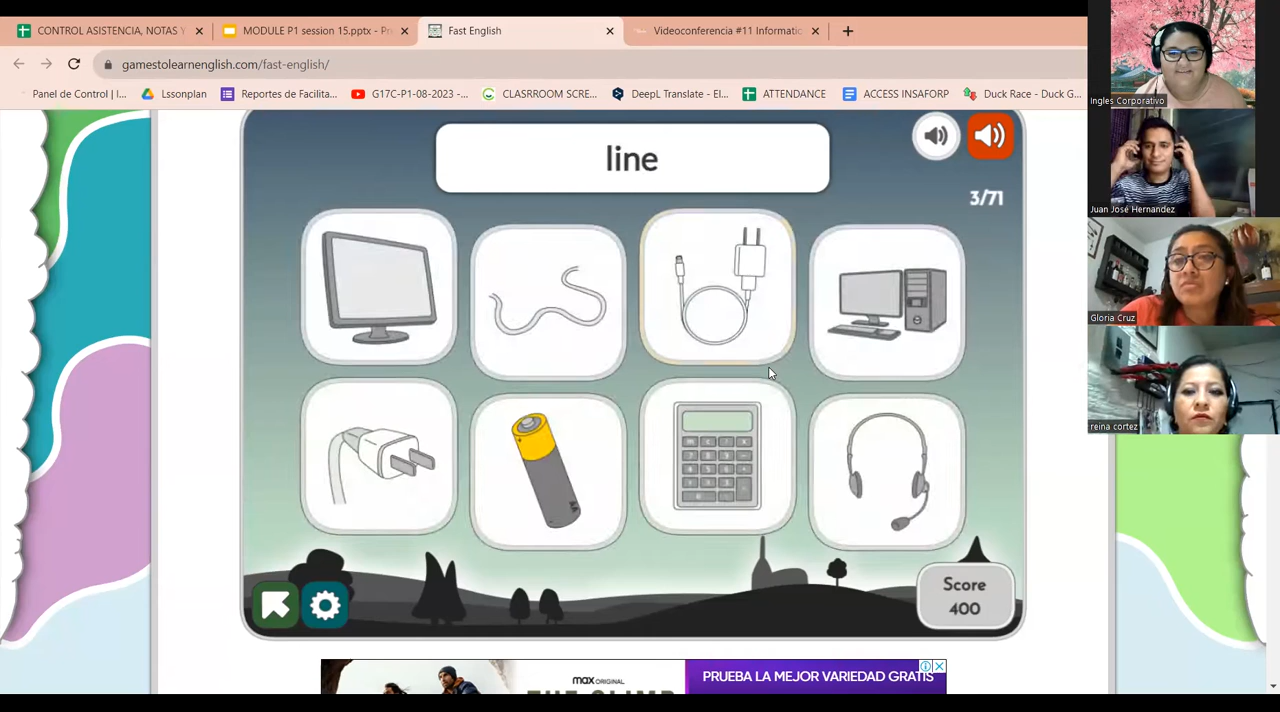 CONTROL ASISTENCIA, NOTAS Y
MODULE P1 session 15.pptx - Pre
Fast English
Videoconferencia #11 Informatic
gamestolearnenglish.com/fast-english/
Panel de Control | I...
Lssonplan
Reportes de Facilita...
G17C-P1-08-2023 -...
CLASSRROOM SCRE...
DeepL Translate - El...
ATTENDANCE
ACCESS INSAFORP
Duck Race - Duck G...
line
3/71
Score
400
max ORIGINAL
PRUEBA LA MEJOR VARIEDAD GRATIS
Ingles Corporativo
Juan José Hernandez
Gloria Cruz
reina cortez